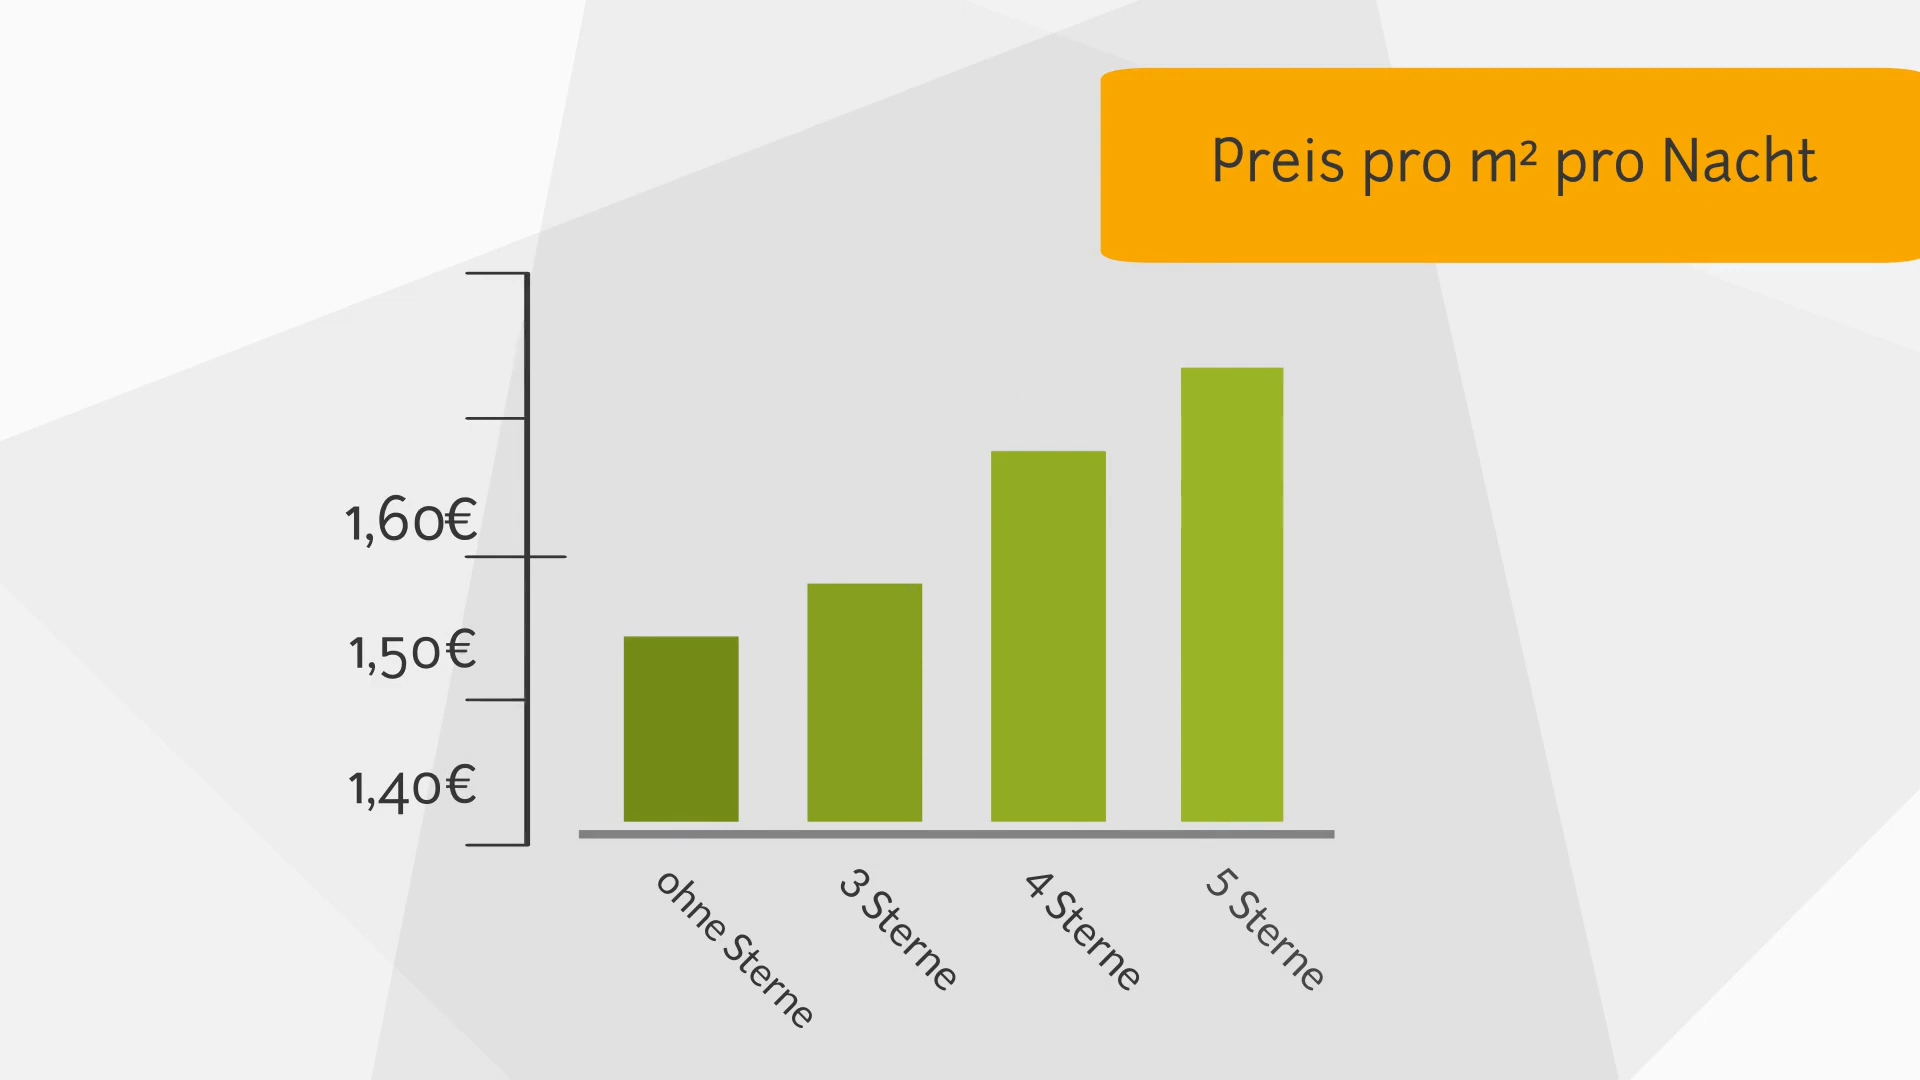 Preis pro m² pro Nacht
1,60€
1,50€
1,40€
ohne Sterne
3 Sterne
4 Sterne
5 Sterne